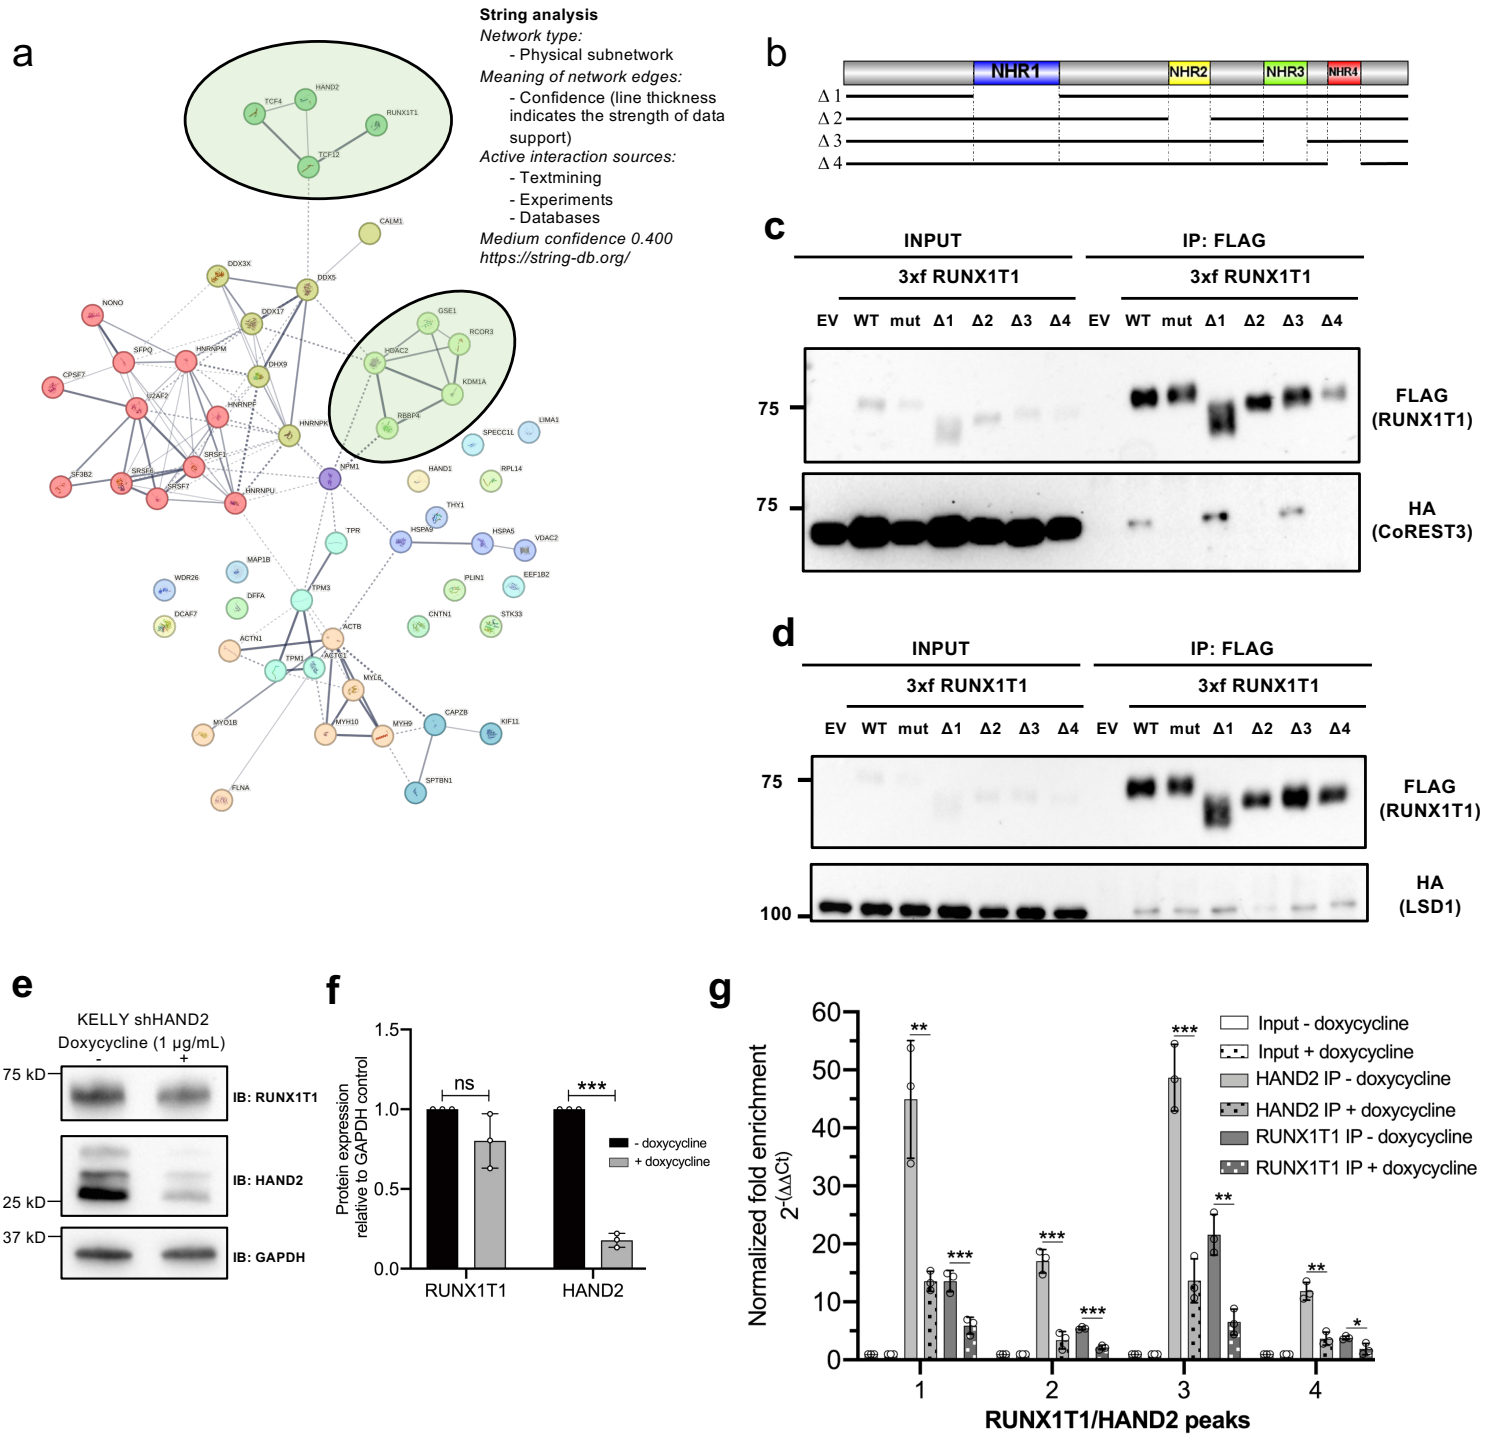 a
String analysis
Network type:
- Physical subnetwork
Meaning of network edges:
- Confidence (line thickness
indicates the strength of data
support)
Active interaction sources:
- Textmining
- Experiments
- Databases
Medium confidence 0.400
https://string-db.org/
TCF4
HAND2
RUNX1T1
TCF12
CALM1
DDX3X
DDX5
NONO
DDX17
GSE1
RCOR3
SFPQ
HNRNPM
HDAC2
DHX9
CPSF7
KDM1A
U2AF2
HNRNPF
RBBP4
HNRNPK
LIMA1
SPECC1L
SRSF1
NPM1
HAND1
RPL14
SF3B2
SRSF6
SRSF7
HNRNPU
THY1
TPR
HSPA9
HSPA5
VDAC2
MAP1B
WDR26
PLIN1
EEF1B2
TPM3
DFFA
DCAF7
CNTN1
STK33
ACTN1
ACTB
TPM1
ACTC1
MYL6
MYO1B
MYH10
MYH9
CAPZB
KIF11
SPTBN1
FLNA
b
NHR1
NHR2
NHR3
NHR4
Δ 1
Δ 2
Δ 3
Δ 4
c
INPUT
IP: FLAG
3xf RUNX1T1
3xf RUNX1T1
EV WT mut Δ1 Δ2 Δ3 Δ4 EV WT mut Δ1 Δ2 Δ3 Δ4
75
FLAG
(RUNX1T1)
75
HA
(CoREST3)
d
INPUT
IP: FLAG
3xf RUNX1T1
3xf RUNX1T1
EV WT mut Δ1 Δ2 Δ3 Δ4 EV WT mut Δ1 Δ2 Δ3 Δ4
75
FLAG
(RUNX1T1)
100
HA
(LSD1)
e
KELLY shHAND2
Doxycycline (1 µg/mL)
- +
75 kD
IB: RUNX1T1
IB: HAND2
25 kD
37 kD
IB: GAPDH
f
Protein expression
relative to GAPDH control
1.5
1.0
0.5
0.0
ns
***
- doxycycline
+ doxycycline
RUNX1T1
HAND2
g
Normalized fold enrichment
2-(ΔΔCt)
60
50
40
30
20
10
0
**
***
***
***
***
**
**
*
Input - doxycycline
Input + doxycycline
HAND2 IP - doxycycline
HAND2 IP + doxycycline
RUNX1T1 IP - doxycycline
RUNX1T1 IP + doxycycline
1 2 3 4
RUNX1T1/HAND2 peaks